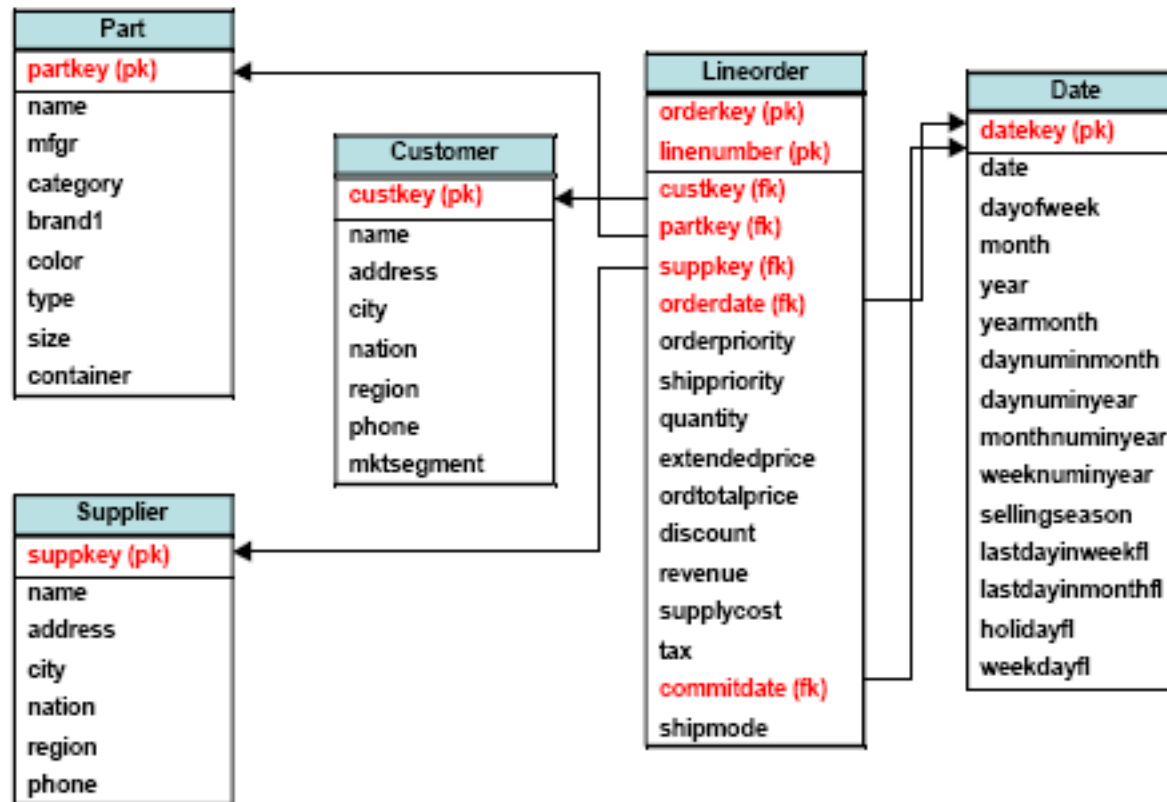 Part
partkey (pk)
name
mfgr
category
brand1
color
type
size
container
Supplier
suppkey (pk)
name
address
city
nation
region
phone
Customer
custkey (pk)
name
address
city
nation
region
phone
mktsegment
Lineorder
orderkey (pk)
linenumber (pk)
custkey (fk)
partkey (fk)
suppkey (fk)
orderdate (fk)
orderpriority
shippriority
quantity
extendedprice
ordtotalprice
discount
revenue
supplycost
tax
commitdate (fk)
shipmode
Date
datekey (pk)
date
dayofweek
month
year
yearmonth
daynuminmonth
daynuminyear
monthnuminyear
weeknuminyear
sellingseason
lastdayinweekfl
lastdayinmonthfl
holidayfl
weekdayfl